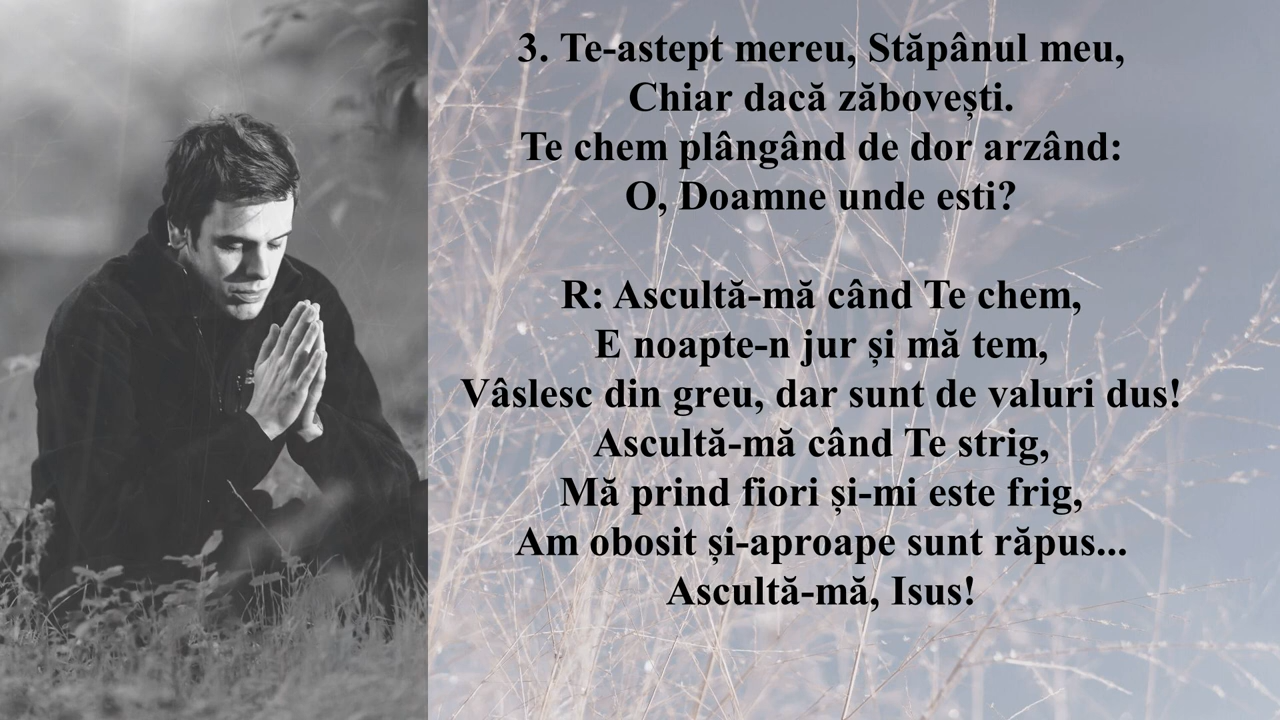 3. Te-astept mereu, Stăpânul meu,
Chiar dacă zăbovești.
Te chem plângând de dor arzând:
O, Doamne unde esti?
R: Ascultă-mă când Te chem,
E noapte-n jur și mă tem,
Vâslesc din greu, dar sunt de valuri dus!
Ascultă-mă când Te strig,
Mă prind fiori și-mi este frig,
Am obosit și-aproape sunt răpus...
Ascultă-mă, Isus!